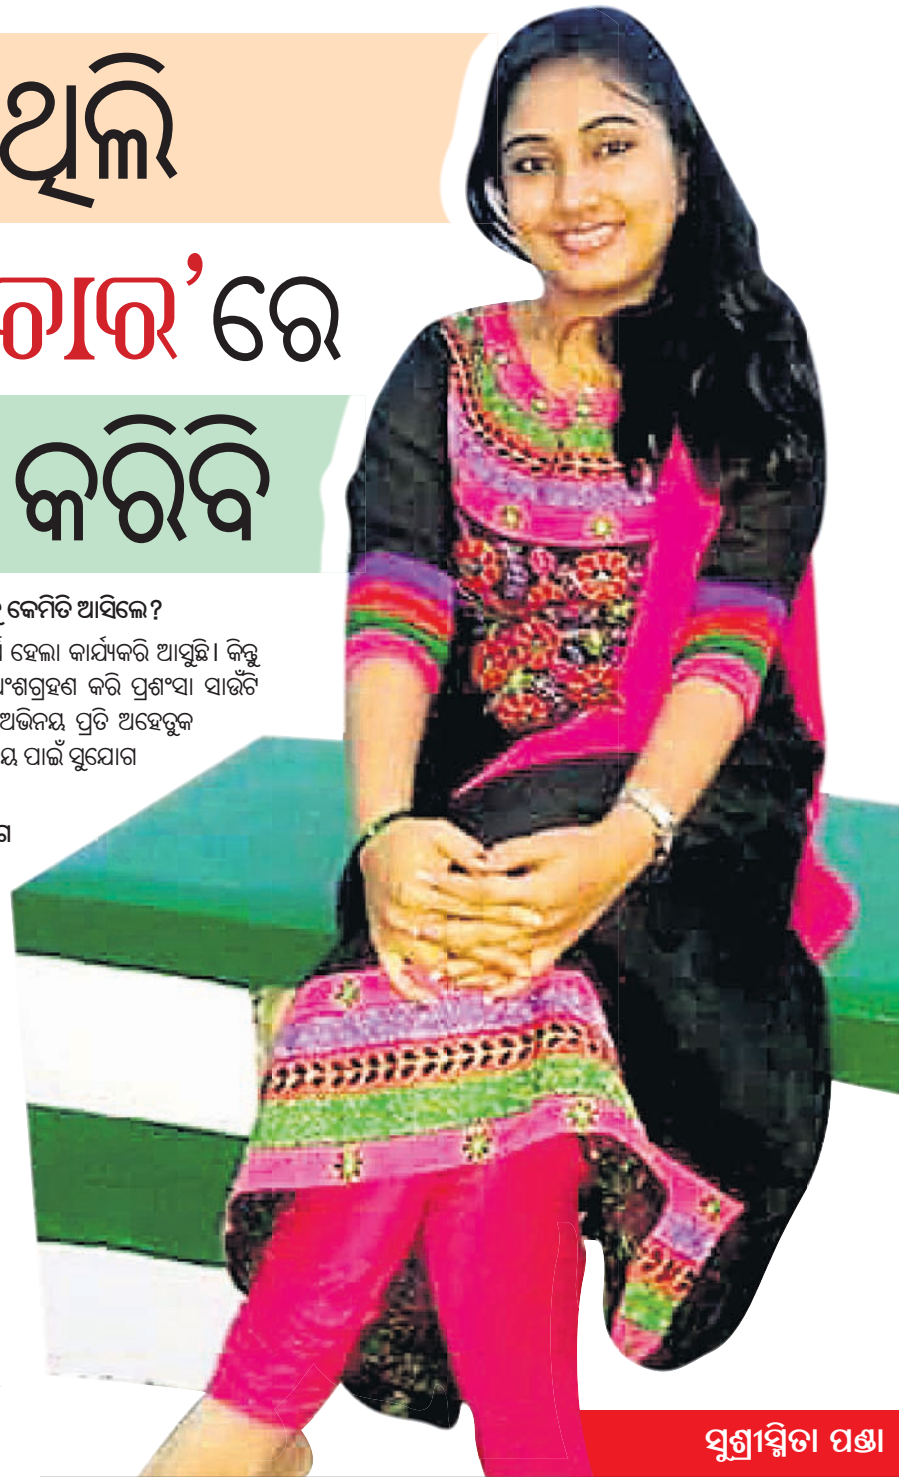 ଥିଲି
ବାବ'ରେ
କରିବି
କେମିତି ଆସିଲେ?
ହେଲା କାର୍ଯ୍ୟକରି ଆସୁଛି। କିନ୍ତୁ
ଂଶଗ୍ରହଣ କରି ପ୍ରଶଂସା ସାଉଁଟି
ଅଭିନୟ ପ୍ରତି ଅହେତୁକ
ୟ ପାଇଁ ସୁଯୋଗ
ସୁଶ୍ରୀସ୍ମିତା ପଣ୍ଡା